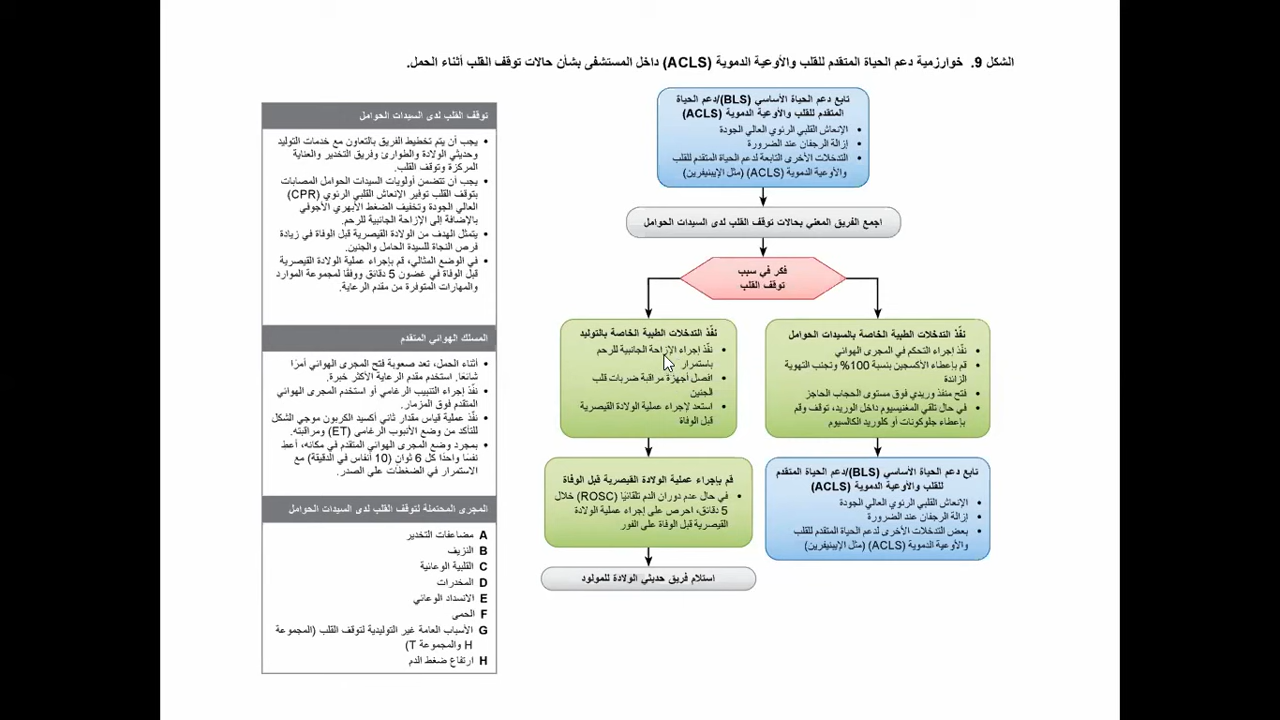 الشكل 9. خوارزمية دعم الحياة المتقدم للقلب والأوعية الدموية (ACLS) داخل المستشفى بشأن حالات توقف القلب أثناء الحمل.
تابع دعم الحياة الأساسي (BLS)/دعم الحياة
المتقدم للقلب والأوعية الدموية (ACLS)
• الإنعاش القلبي الرئوي العالي الجودة
• إزالة الرجفان عند الضرورة
• التدخلات الأخرى التابعة لدعم الحياة المتقدم للقلب
والأوعية الدموية (ACLS) (مثل الإيبينيفرين)
اجمع الفريق المعني بحالات توقف القلب لدى السيدات الحوامل
فكر في سبب
توقف القلب
نفّذ التدخلات الطبية الخاصة بالسيدات الحوامل
• نفّذ إجراء التحكم في المجرى الهوائي
• قم بإعطاء الأكسجين بنسبة 100% وتجنب التهوية
الزائدة
• فتح منفذ وريدي فوق مستوى الحجاب الحاجز
• في حال تلقي المغنيسيوم داخل الوريد، توقف وقم
بإعطاء جلوكونات أو كلوريد الكالسيوم
تابع دعم الحياة الأساسي (BLS)/دعم الحياة المتقدم
للقلب والأوعية الدموية (ACLS)
• الإنعاش القلبي الرئوي العالي الجودة
• إزالة الرجفان عند الضرورة
• بعض التدخلات الأخرى لدعم الحياة المتقدم للقلب
والأوعية الدموية (ACLS) (مثل الإيبينيفرين)
نفّذ التدخلات الطبية الخاصة بالتوليد
• نفّذ إجراء الإزاحة الجانبية للرحم
باستمرار
• افصل أجهزة مراقبة ضربات قلب
الجنين
• استعد لإجراء عملية الولادة القيصرية
قبل الوفاة
قم بإجراء عملية الولادة القيصرية قبل الوفاة
• في حال عدم دوران الدم تلقائيًا (ROSC) خلال
5 دقائق، احرص على إجراء عملية الولادة
القيصرية قبل الوفاة على الفور
استلام فريق حديثي الولادة للمولود
توقف القلب لدى السيدات الحوامل
• يجب أن يتم تخطيط الفريق بالتعاون مع خدمات التوليد
وحديثي الولادة والطوارئ وفريق التخدير والعناية
المركزة وتوقف القلب.
• يجب أن تتضمن أولويات السيدات الحوامل المصابات
بتوقف القلب توفير الإنعاش القلبي الرئوي (CPR)
العالي الجودة وتخفيف الضغط الأبهري الأجوفي
بالإضافة إلى الإزاحة الجانبية للرحم.
• يتمثل الهدف من الولادة القيصرية قبل الوفاة في زيادة
فرص النجاة للسيدة الحامل والجنين.
• في الوضع المثالي، قم بإجراء عملية الولادة القيصرية
قبل الوفاة في غضون 5 دقائق ووفقًا لمجموعة الموارد
والمهارات المتوفرة من مقدم الرعاية.
المسلك الهوائي المتقدم
• أثناء الحمل، تعد صعوبة فتح المجرى الهوائي أمرًا
شائعًا. استخدم مقدم الرعاية الأكثر خبرة.
• نفّذ إجراء التنبيب الرغامي أو استخدم المجرى الهوائي
المتقدم فوق المزمار.
• نفّذ عملية قياس مقدار ثاني أكسيد الكربون موجي الشكل
للتأكد من وضع الأنبوب الرغامي (ET) ومراقبته.
• بمجرد وضع المجرى الهوائي المتقدم في مكانه، أعط
نفسًا واحدًا كل 6 ثوان (10 أنفاس في الدقيقة) مع
الاستمرار في الضغطات على الصدر.
المجرى المحتملة لتوقف القلب لدى السيدات الحوامل
A مضاعفات التخدير
B النزيف
C القلبية الوعائية
D المخدرات
E الانسداد الوعائي
F الحمى
G الأسباب العامة غير التوليدية لتوقف القلب (المجموعة
H والمجموعة T)
H ارتفاع ضغط الدم